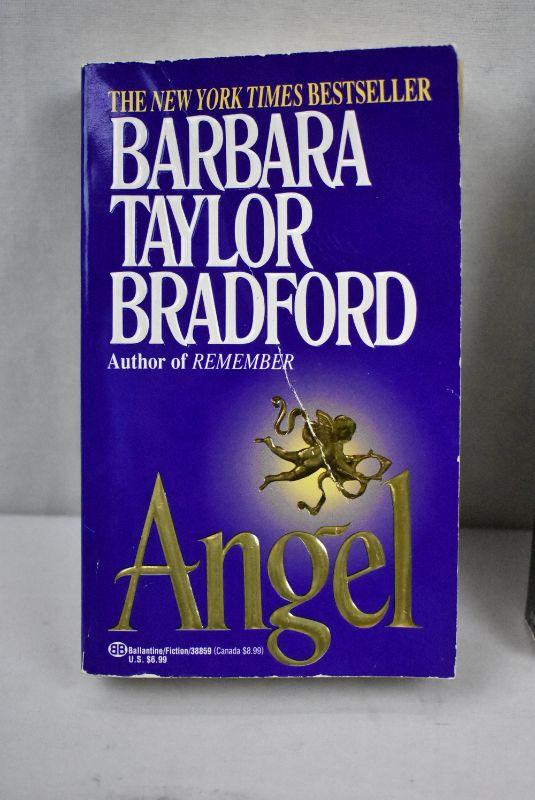 THE NEW YORK TIMES BESTSELLER
BARBARA
TAYLOR
BRADFORD
Author of REMEMBER
Angel
BB Ballantine/Fiction/38859 (Canada $8.99)
U.S. $6.99